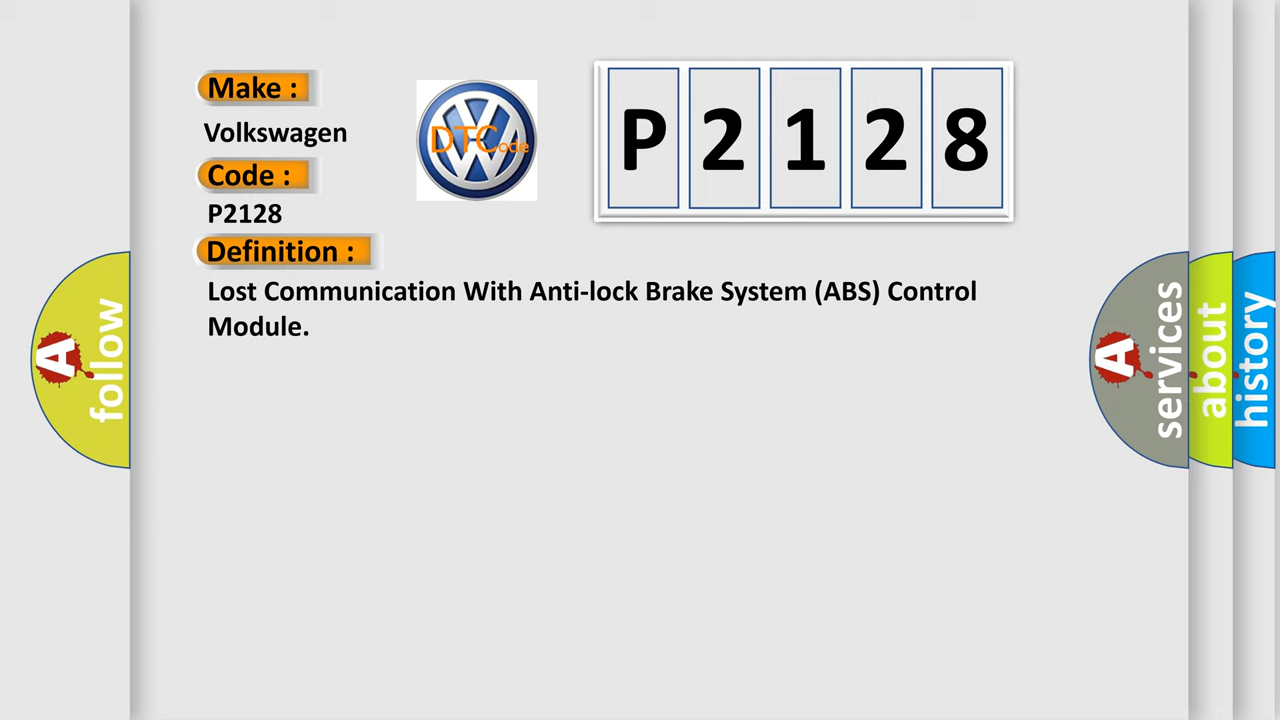 Make :
Volkswagen
Code :
P2128
Definition :
Lost Communication With Anti-lock Brake System (ABS) Control
Module.
DTCode
P2128
A follow
A services
about
history